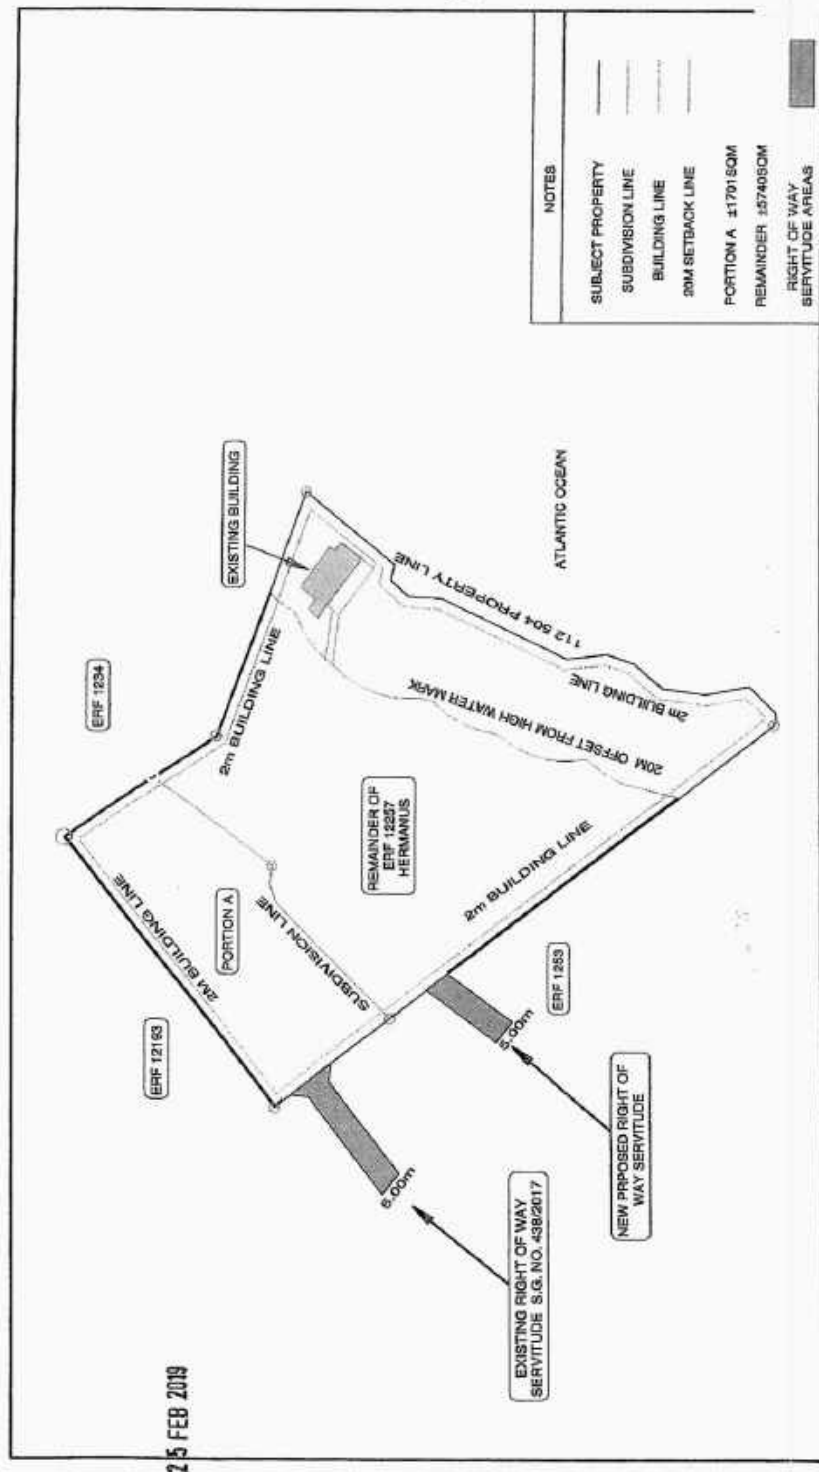 2 5 FEB 2019
ERF 1234
ERF 12193
EXISTING BUILDING
2M BUILDING LINE
2m BUILDING LINE
PORTION A
SUBDIVISION LINE
REMAINDER OF
ERF 12257
HERMANUS
20M OFFSET FROM HIGH WATER MARK
112 504 PROPERTY LINE
2m BUILDING LINE
ATLANTIC OCEAN
2m BUILDING LINE
ERF 1253
6.00m
5.00m
EXISTING RIGHT OF WAY
SERVITUDE S.G. NO. 438/2017
NEW PRPOSED RIGHT OF
WAY SERVITUDE
NOTES
SUBJECT PROPERTY
SUBDIVISION LINE
BUILDING LINE
20M SETBACK LINE
PORTION A ±1701SQM
REMAINDER ±5740SQM
RIGHT OF WAY
SERVITUDE AREAS